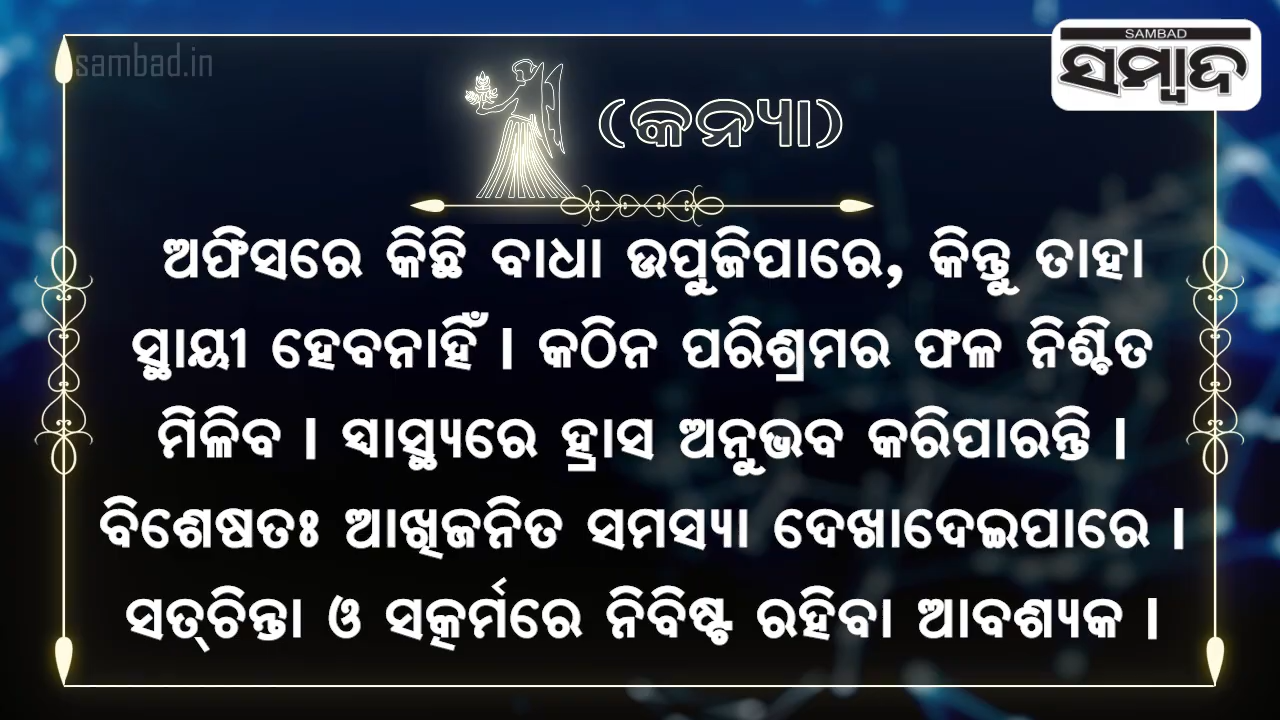 sambad.in
SAMBAD
ସମ୍ବାଦ
(କନ୍ୟା)
ଅଫିସରେ କିଛି ବାଧା ଉପୁଜିପାରେ, କିନ୍ତୁ ତାହା
ସ୍ଥାୟୀ ହେବନାହିଁ । କଠିନ ପରିଶ୍ରମର ଫଳ ନିଶ୍ଚିତ
ମିଳିବ । ସ୍ୱାସ୍ଥ୍ୟରେ ହ୍ରାସ ଅନୁଭବ କରିପାରନ୍ତି ।
ବିଶେଷତଃ ଆଖିଜନିତ ସମସ୍ୟା ଦେଖାଦେଇପାରେ ।
ସତ୍‌ଚିନ୍ତା ଓ ସତ୍କର୍ମରେ ନିବିଷ୍ଟ ରହିବା ଆବଶ୍ୟକ ।